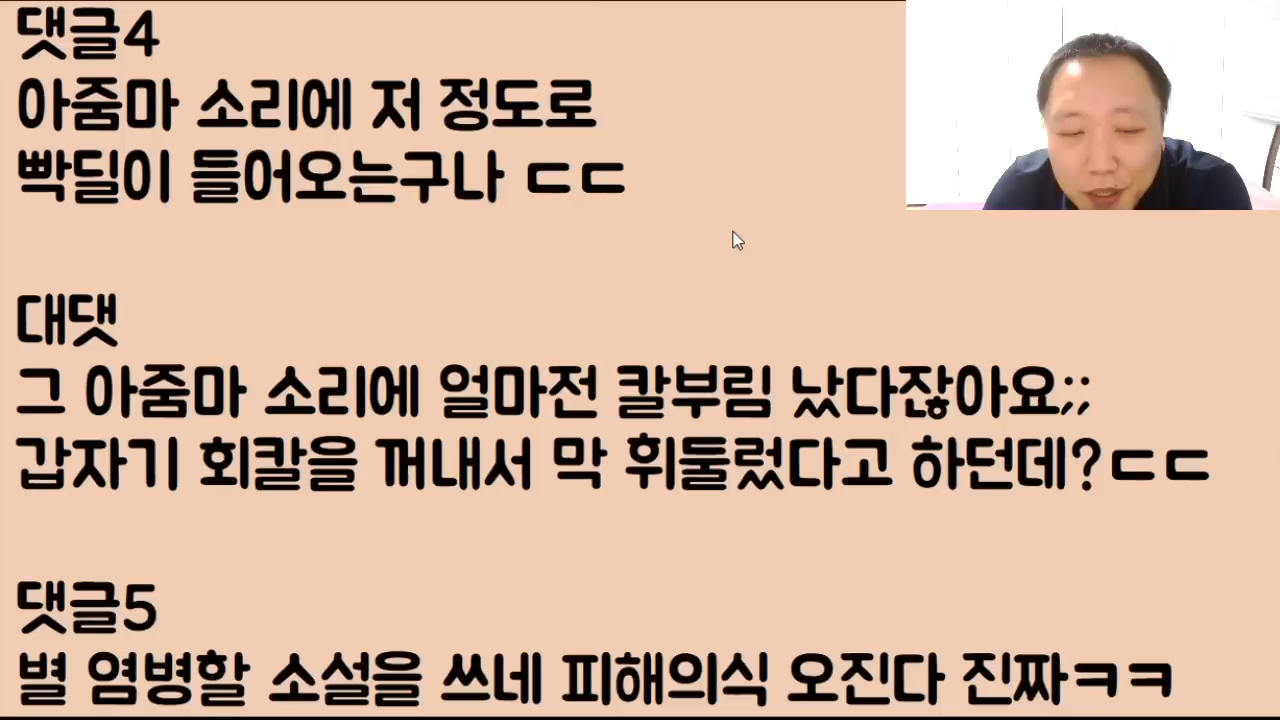 댓글4
아줌마 소리에 저 정도로
빡딜이 들어오는구나 ㄷㄷ
대댓
그 아줌마 소리에 얼마전 칼부림 났다잖아요;;
갑자기 회칼을 꺼내서 막 휘둘렀다고 하던데?ㄷㄷ
댓글5
별 염병할 소설을 쓰네 피해의식 오진다 진짜ㅋㅋ